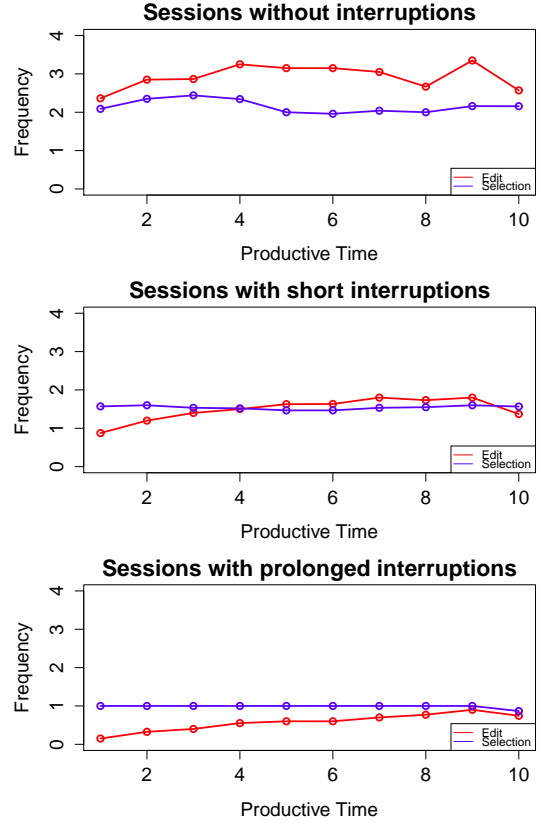 Sessions without interruptions
4
3
2
1
0
Frequency
Edit
Selection
2 4 6 8 10
Productive Time
Sessions with short interruptions
4
3
2
1
0
Frequency
Edit
Selection
2 4 6 8 10
Productive Time
Sessions with prolonged interruptions
4
3
2
1
0
Frequency
Edit
Selection
2 4 6 8 10
Productive Time